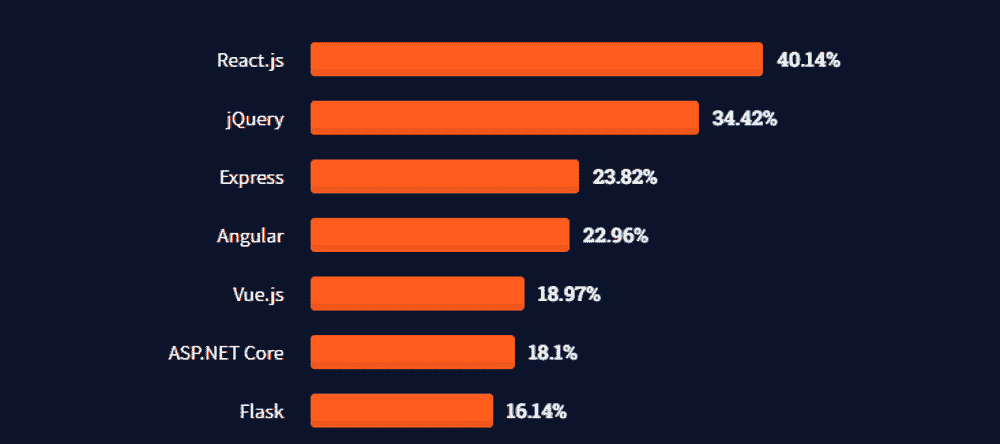 React.js 40.14%
jQuery 34.42%
Express 23.82%
Angular 22.96%
Vue.js 18.97%
ASP.NET Core 18.1%
Flask 16.14%